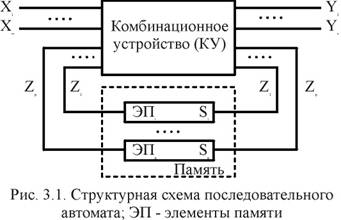 X Y
X Y
Комбинационное
устройство (КУ)
Z Z Z Z
ЭП S
ЭП S
Память
Рис. 3.1. Структурная схема последовательного
автомата; ЭП - элементы памяти